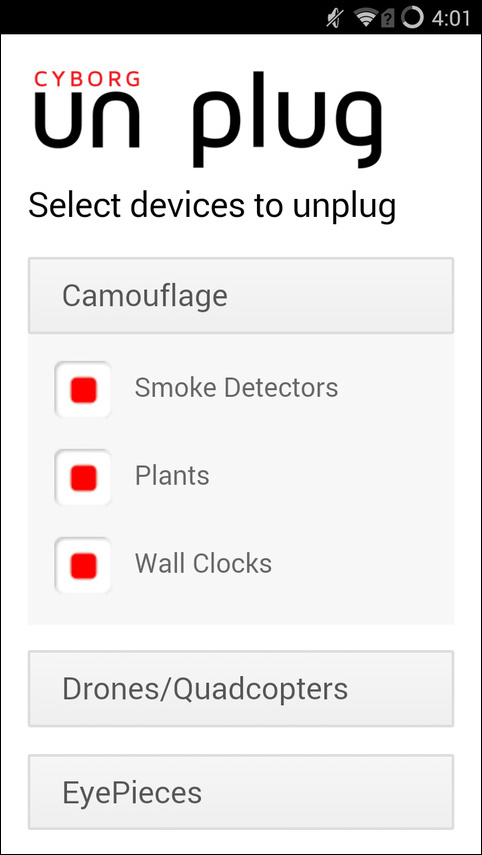 4:01
CYBORG
un plug
Select devices to unplug
Camouflage
Smoke Detectors
Plants
Wall Clocks
Drones/Quadcopters
EyePieces